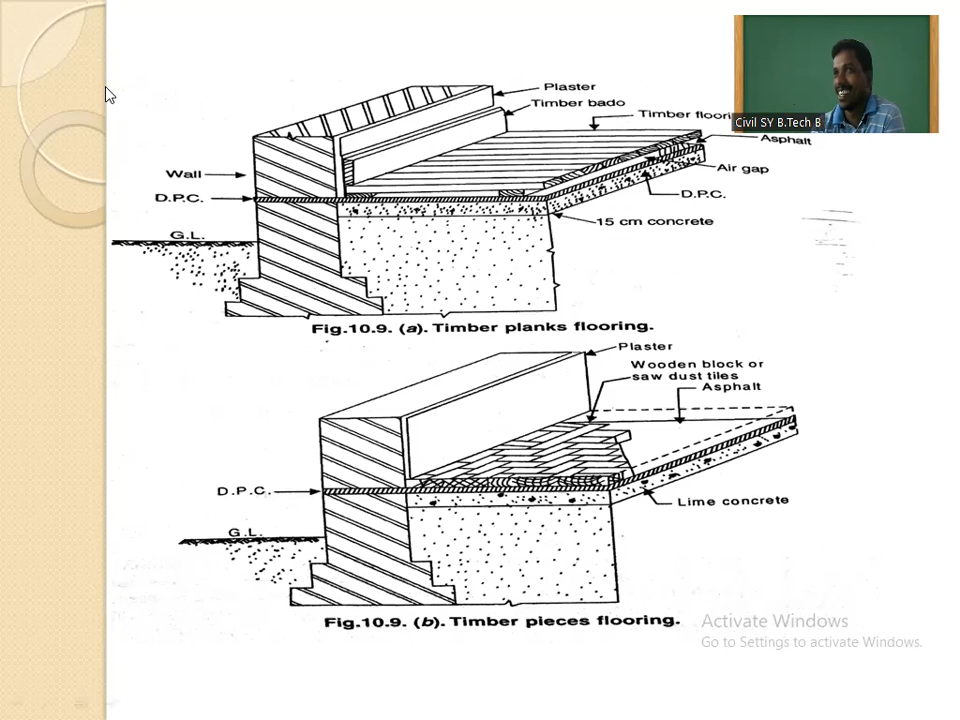 Civil SY B.Tech B
Plaster
Timber bado
Timber floori
Asphalt
Wall
Air gap
D.P.C.
D.P.C.
15 cm concrete
G.L.
Fig.10.9. (a). Timber planks flooring.
Plaster
Wooden block or
saw dust tiles
Asphalt
D.P.C.
Lime concrete
G.L.
Fig.10.9. (b). Timber pieces flooring.
Activate Windows
Go to Settings to activate Windows.